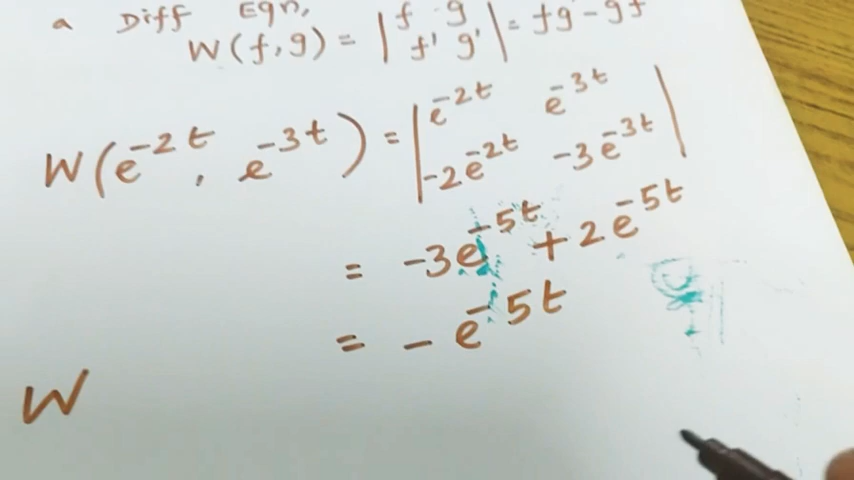 a Diff Eqn,
W(f,g) = |f g| = fg' - gf'
|f' g'|
W(e^-2t, e^-3t) = |e^-2t e^-3t|
|-2e^-2t -3e^-3t|
= -3e^-5t + 2e^-5t
= -e^-5t
W